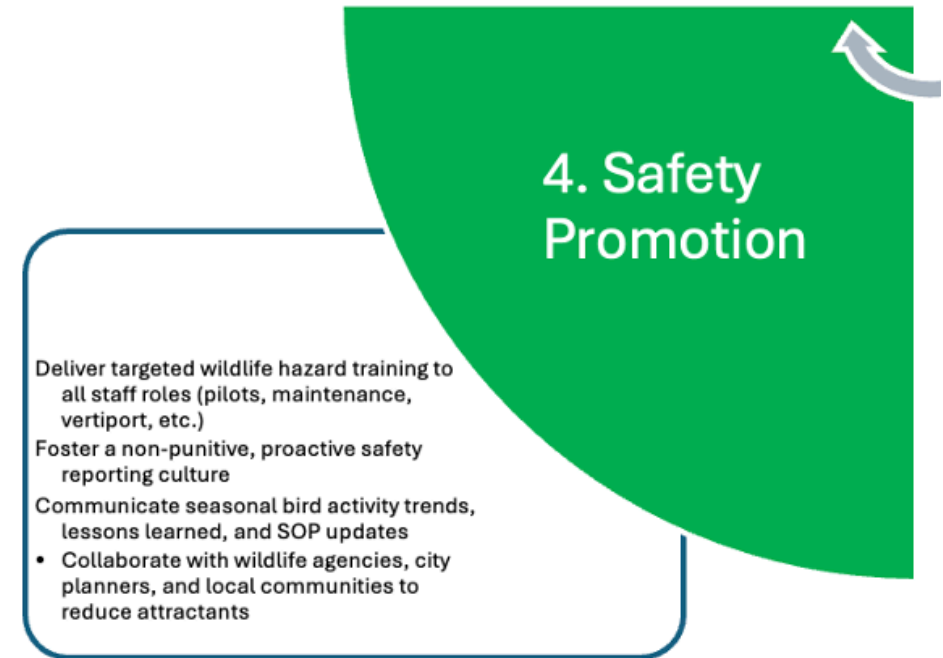 4. Safety
Promotion
Deliver targeted wildlife hazard training to
all staff roles (pilots, maintenance,
vertiport, etc.)
Foster a non-punitive, proactive safety
reporting culture
Communicate seasonal bird activity trends,
lessons learned, and SOP updates
• Collaborate with wildlife agencies, city
planners, and local communities to
reduce attractants